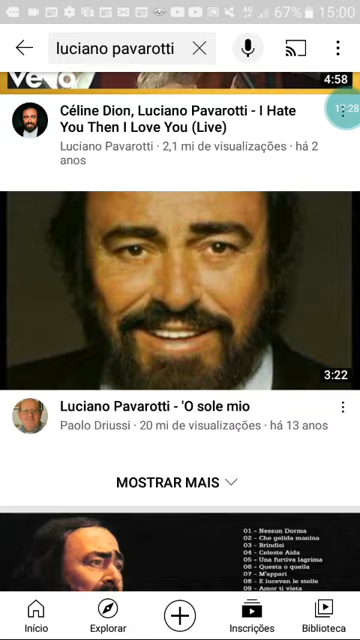 67% 15:00
luciano pavarotti
4:58
17:28
Céline Dion, Luciano Pavarotti - I Hate
You Then I Love You (Live)
Luciano Pavarotti · 2,1 mi de visualizações · há 2
anos
3:22
Luciano Pavarotti - 'O sole mio
Paolo Driussi · 20 mi de visualizações · há 13 anos
MOSTRAR MAIS
01 - Nessun Dorma
02 - Che gelida manina
03 - Brindisi
04 - Celeste Aida
05 - Una furtiva lagrima
06 - Questa o quella
07 - M'appari
08 - E lucevan le stelle
09 - Amor ti vieta
Início
Explorar
Inscrições
Biblioteca